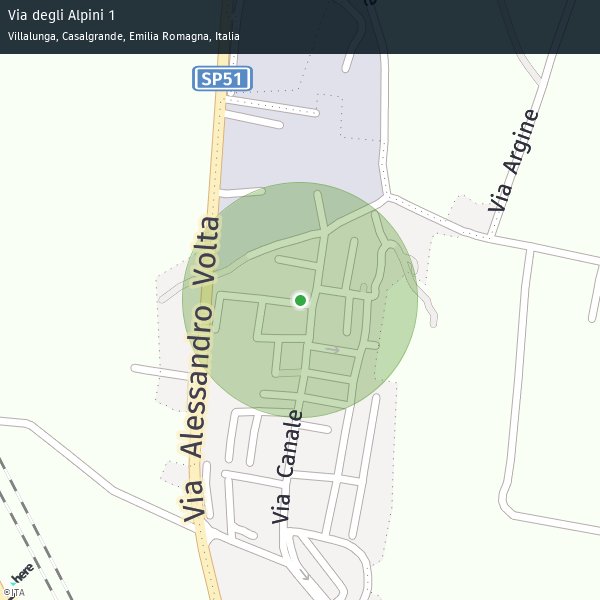 Via degli Alpini 1
Villalunga, Casalgrande, Emilia Romagna, Italia
SP51
Via Argine
Via Alessandro Volta
Via Canale
here
©ITA